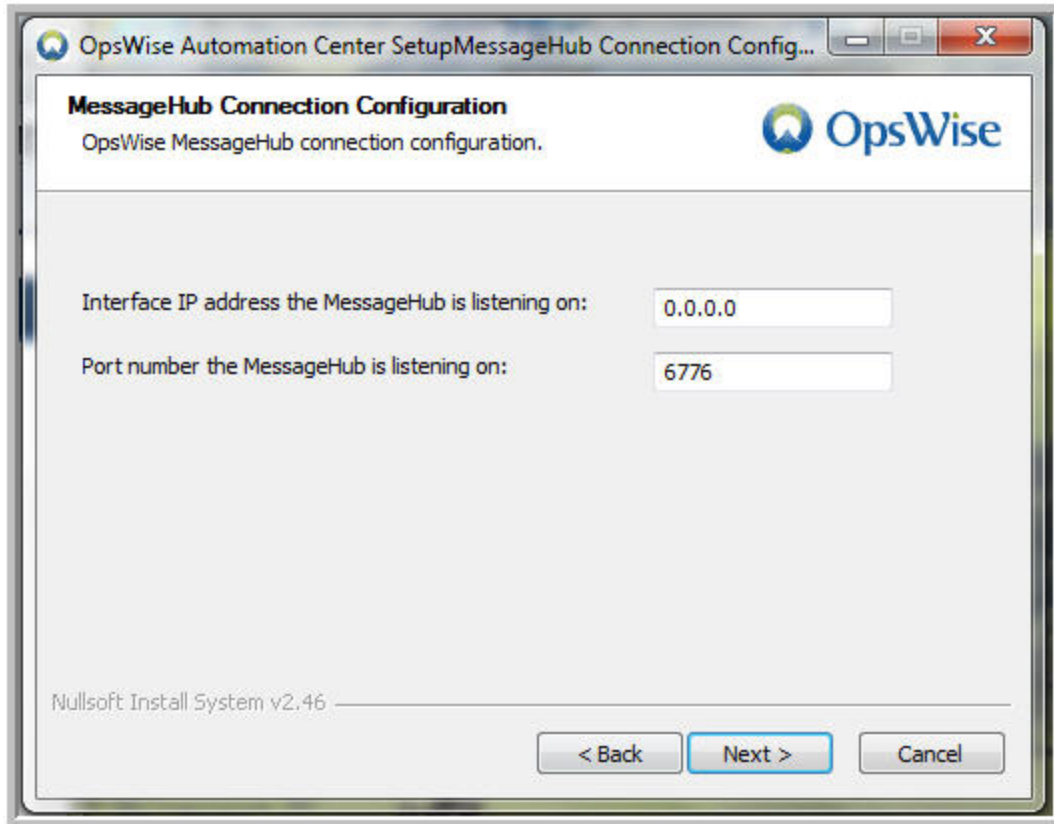 OpsWise Automation Center SetupMessageHub Connection Config...
MessageHub Connection Configuration
OpsWise MessageHub connection configuration.
OpsWise
Interface IP address the MessageHub is listening on:
0.0.0.0
Port number the MessageHub is listening on:
6776
Nullsoft Install System v2.46
< Back
Next >
Cancel